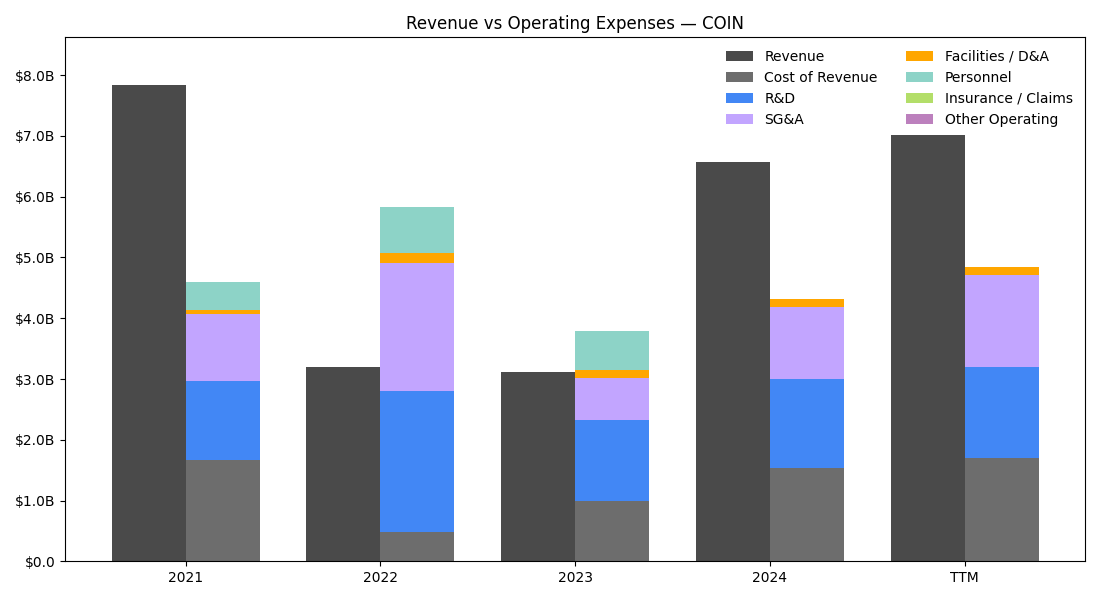 Revenue vs Operating Expenses — COIN
Revenue
Cost of Revenue
R&D
SG&A
Facilities / D&A
Personnel
Insurance / Claims
Other Operating
$8.0B
$7.0B
$6.0B
$5.0B
$4.0B
$3.0B
$2.0B
$1.0B
$0.0
2021
2022
2023
2024
TTM